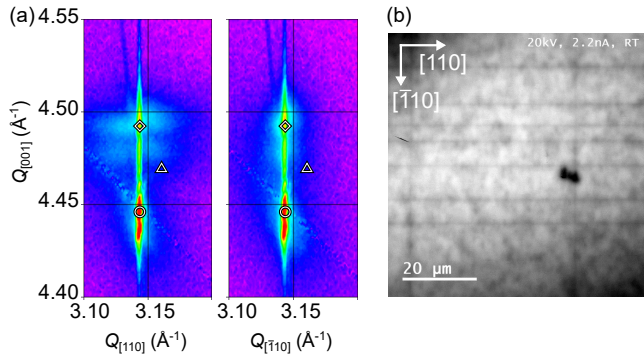 (a)
4.55
4.50
4.45
4.40
Q[001] (Å⁻¹)
3.10 3.15 3.10 3.15
Q[110] (Å⁻¹) Q[1̄10] (Å⁻¹)
(b)
20kV, 2.2nA, RT
[110]
[1̄10]
20 µm